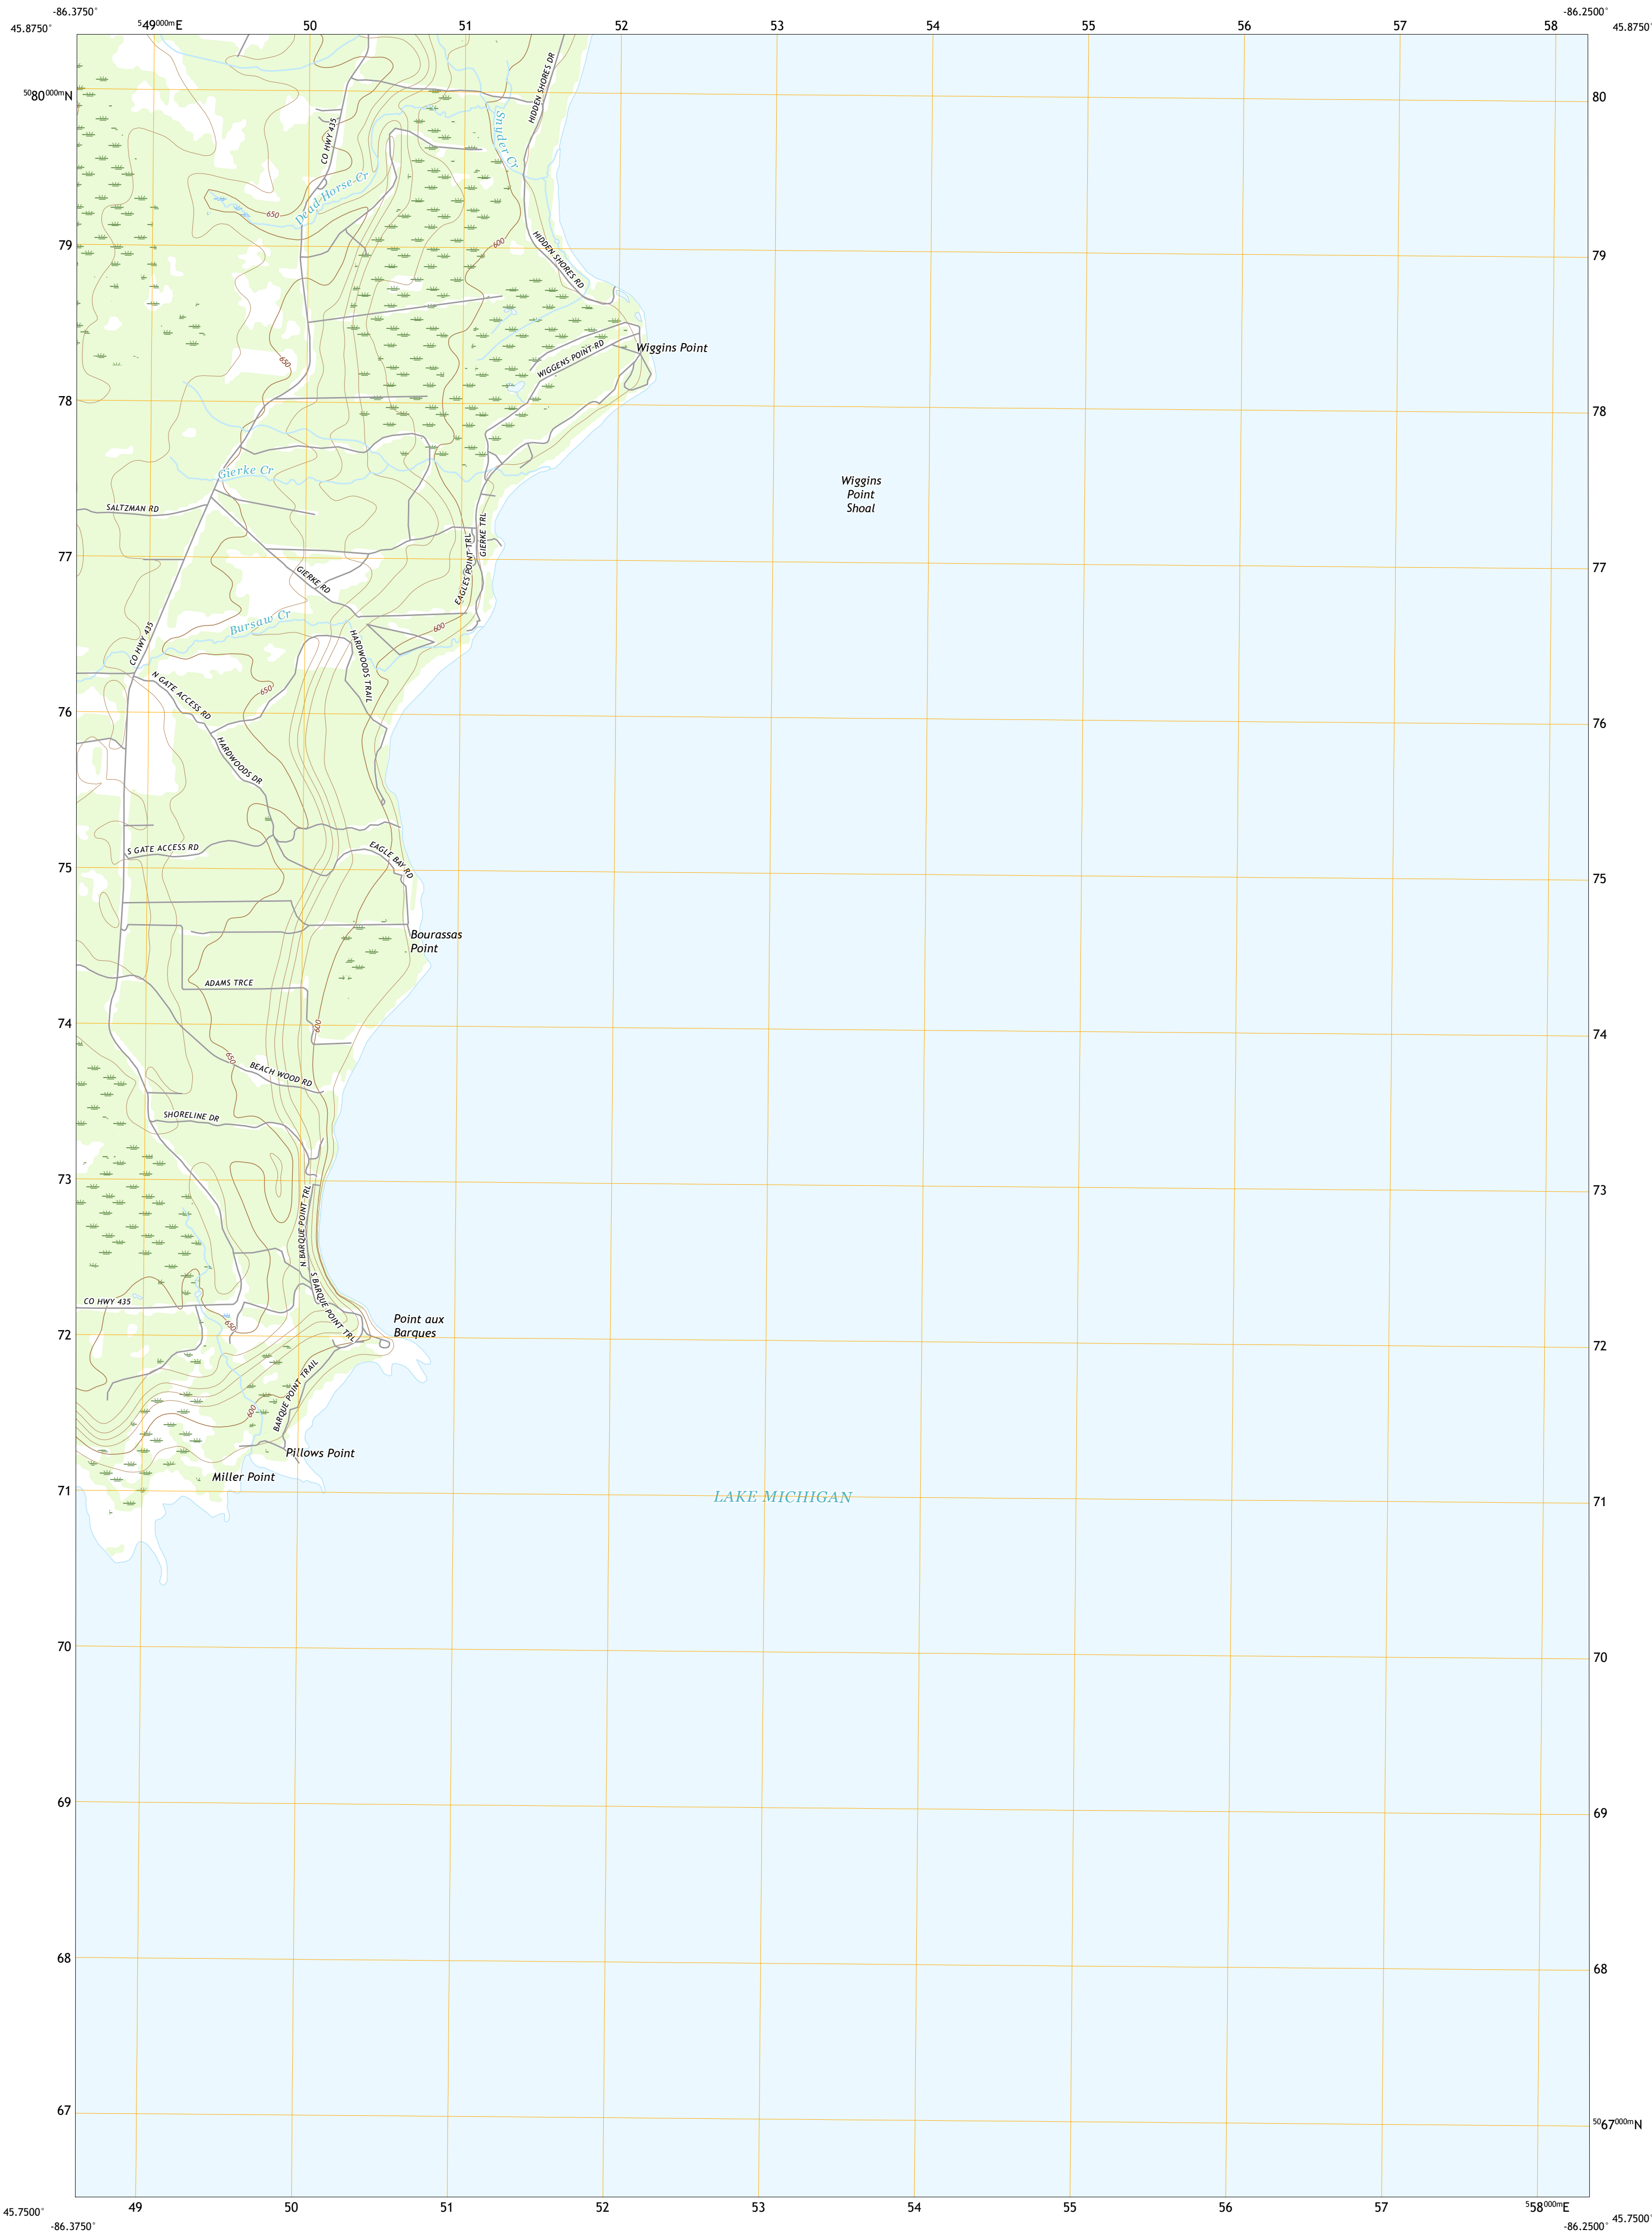 -86.3750°
-86.2500°
45.8750°
549000mE
50
51
52
53
54
55
56
57
58
45.8750°
HIDDEN SHORES DR
5080000mN
80
Snyder Cr
CO HWY 435
Dead Horse Cr
650
600
79
79
HIDDEN SHORES RD
Wiggins Point
WIGGENS POINT RD
650
78
78
Gierke Cr
Wiggins
Point
Shoal
SALTZMAN RD
GIERKE TRL
EAGLES POINT TRL
77
77
GIERKE RD
Bursaw Cr
600
CO HWY 435
HARDWOODS TRAIL
N GATE ACCESS RD
650
76
76
HARDWOODS DR
S GATE ACCESS RD
EAGLE BAY RD
75
75
Bourassas
Point
ADAMS TRCE
600
74
74
650
BEACH WOOD RD
SHORELINE DR
73
73
N BARQUE POINT TRL
S BARQUE POINT TRL
CO HWY 435
650
Point aux
Barques
72
72
BARQUE POINT TRAIL
600
Pillows Point
Miller Point
71
LAKE MICHIGAN
71
70
70
69
69
68
68
67
5067000mN
45.7500°
49
50
51
52
53
54
55
56
57
558000mE
45.7500°
-86.3750°
-86.2500°